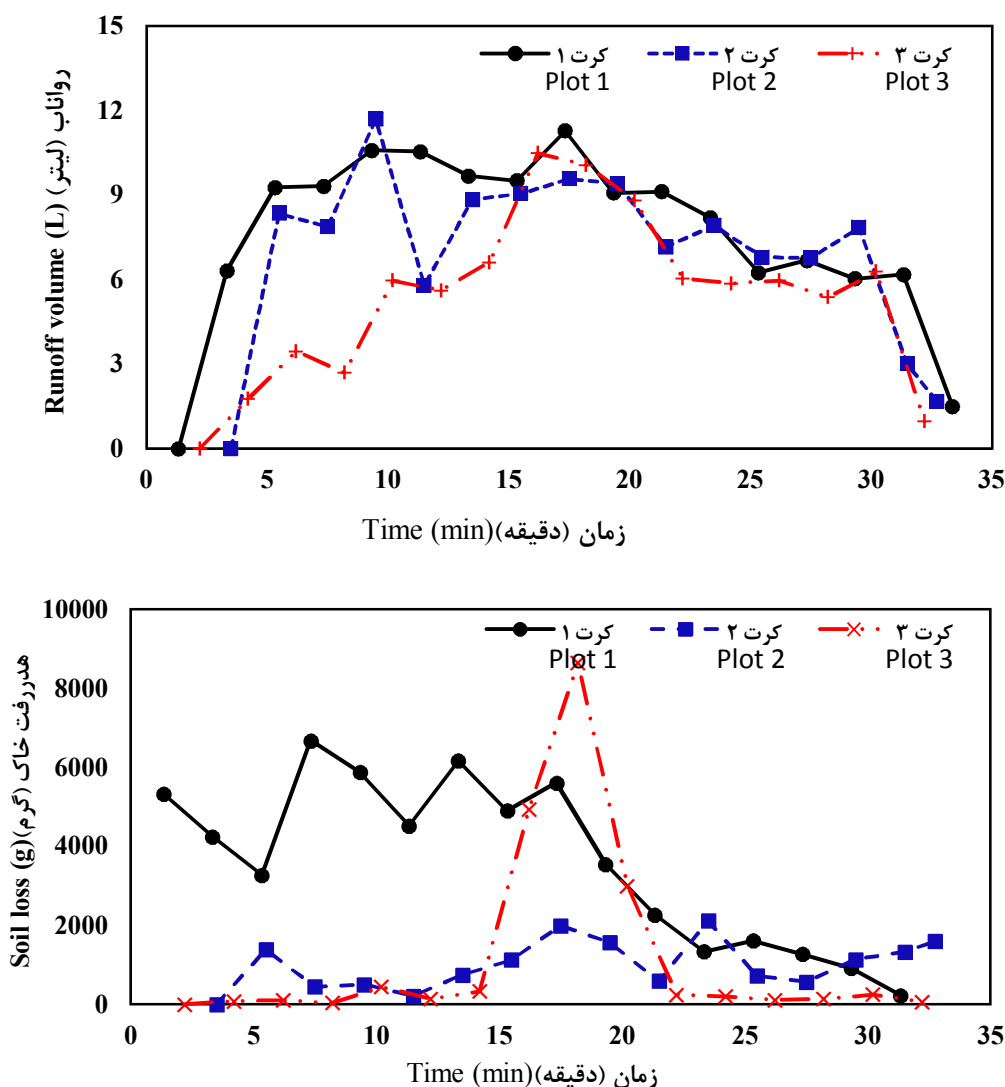 15
12
9
6
3
0
رواناب (لیتر) Runoff volume (L)
کرت ۱ کرت ۲ کرت ۳
Plot 1 Plot 2 Plot 3
0 5 10 15 20 25 30 35
زمان (دقیقه) Time (min)
10000
8000
6000
4000
2000
0
هدررفت خاک (گرم) Soil loss (g)
کرت ۱ کرت ۲ کرت ۳
Plot 1 Plot 2 Plot 3
0 5 10 15 20 25 30 35
زمان (دقیقه) Time (min)